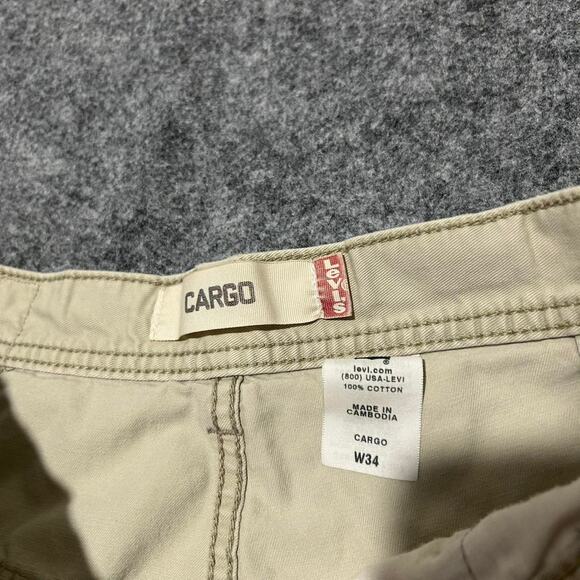 CARGO
LeVI's
levi.com
(800) USA-LEVI
100% COTTON
MADE IN
CAMBODIA
CARGO
W34